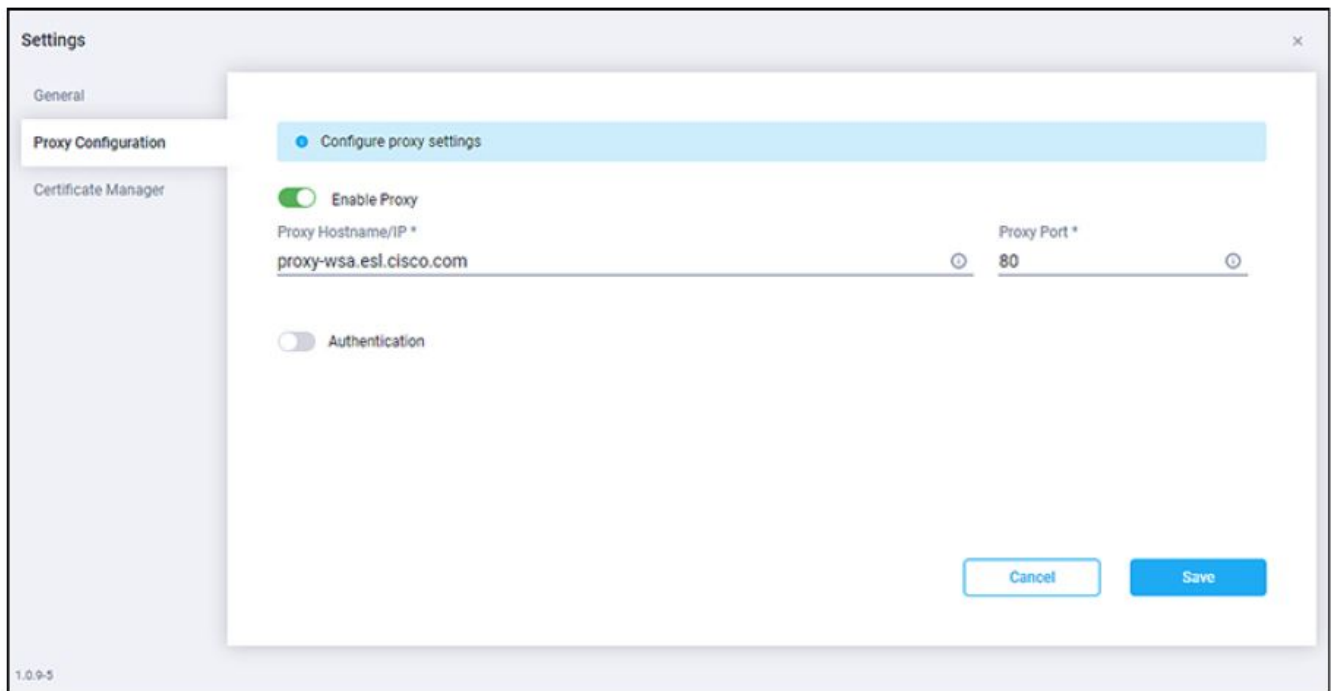 Settings
General
Proxy Configuration
Certificate Manager
Configure proxy settings
Enable Proxy
Proxy Hostname/IP * Proxy Port *
proxy-wsa.esl.cisco.com 80
Authentication
Cancel Save
1.0.9-5